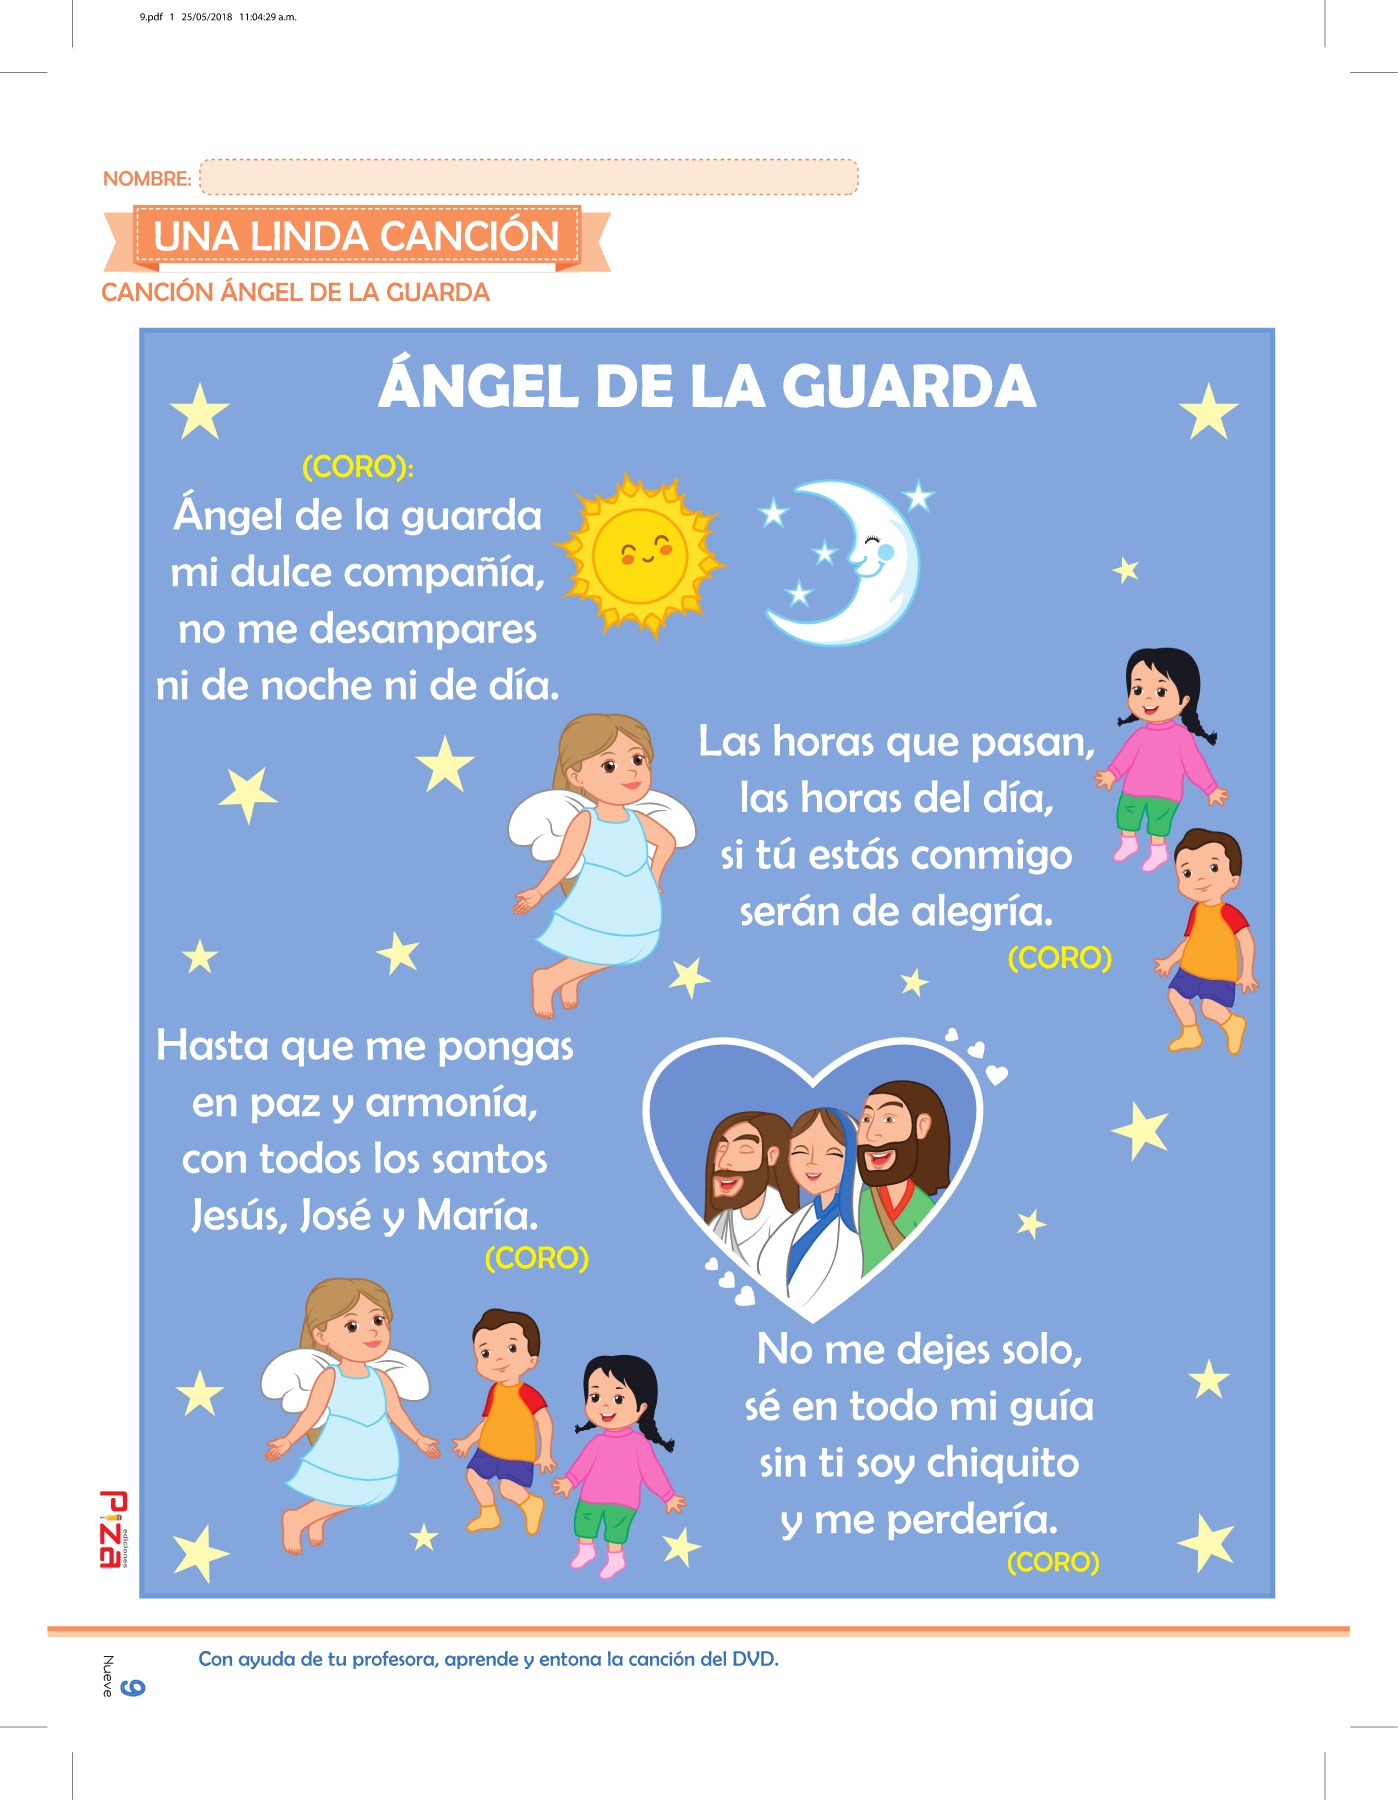 9.pdf 1 25/05/2018 11:04:29 a.m.
NOMBRE:
UNA LINDA CANCIÓN
CANCIÓN ÁNGEL DE LA GUARDA
ÁNGEL DE LA GUARDA
(CORO):
Ángel de la guarda
mi dulce compañía,
no me desampares
ni de noche ni de día.
Las horas que pasan,
las horas del día,
si tú estás conmigo
serán de alegría.
(CORO)
Hasta que me pongas
en paz y armonía,
con todos los santos
Jesús, José y María.
(CORO)
No me dejes solo,
sé en todo mi guía
sin ti soy chiquito
y me perdería.
(CORO)
Piza
ediciones
Con ayuda de tu profesora, aprende y entona la canción del DVD.
Nueve
9